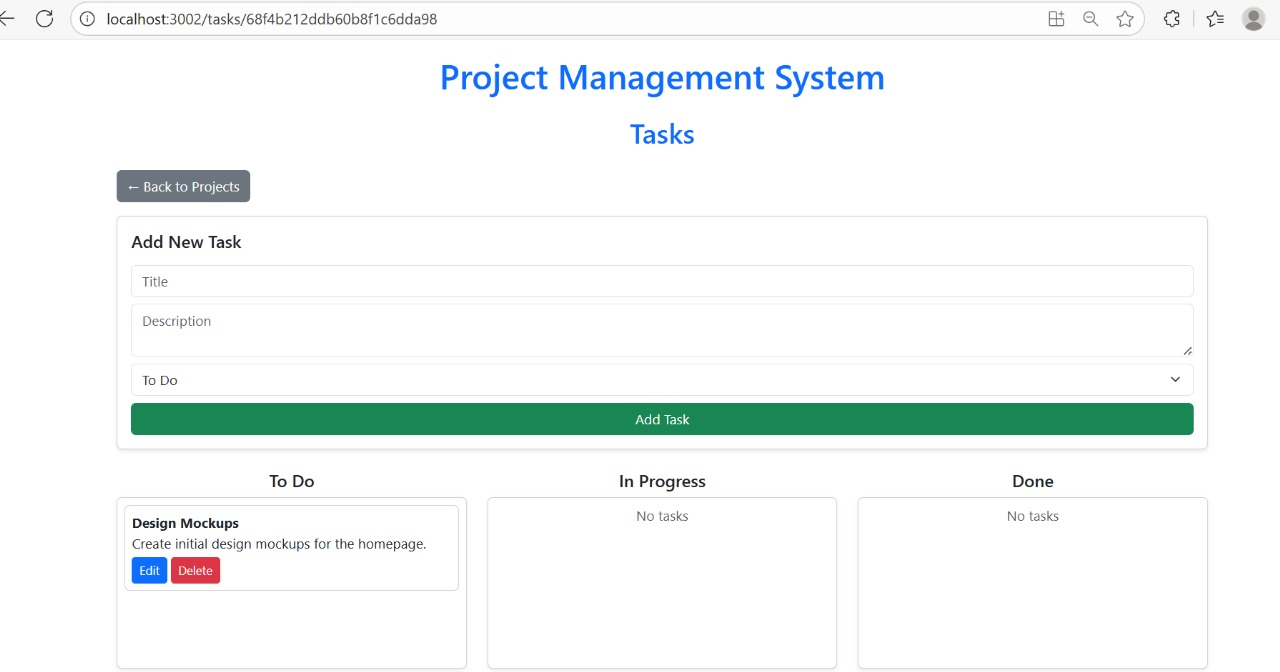 localhost:3002/tasks/68f4b212ddb60b8f1c6dda98
Project Management System
Tasks
← Back to Projects
Add New Task
Title
Description
To Do
Add Task
To Do
Design Mockups
Create initial design mockups for the homepage.
Edit Delete
In Progress
No tasks
Done
No tasks